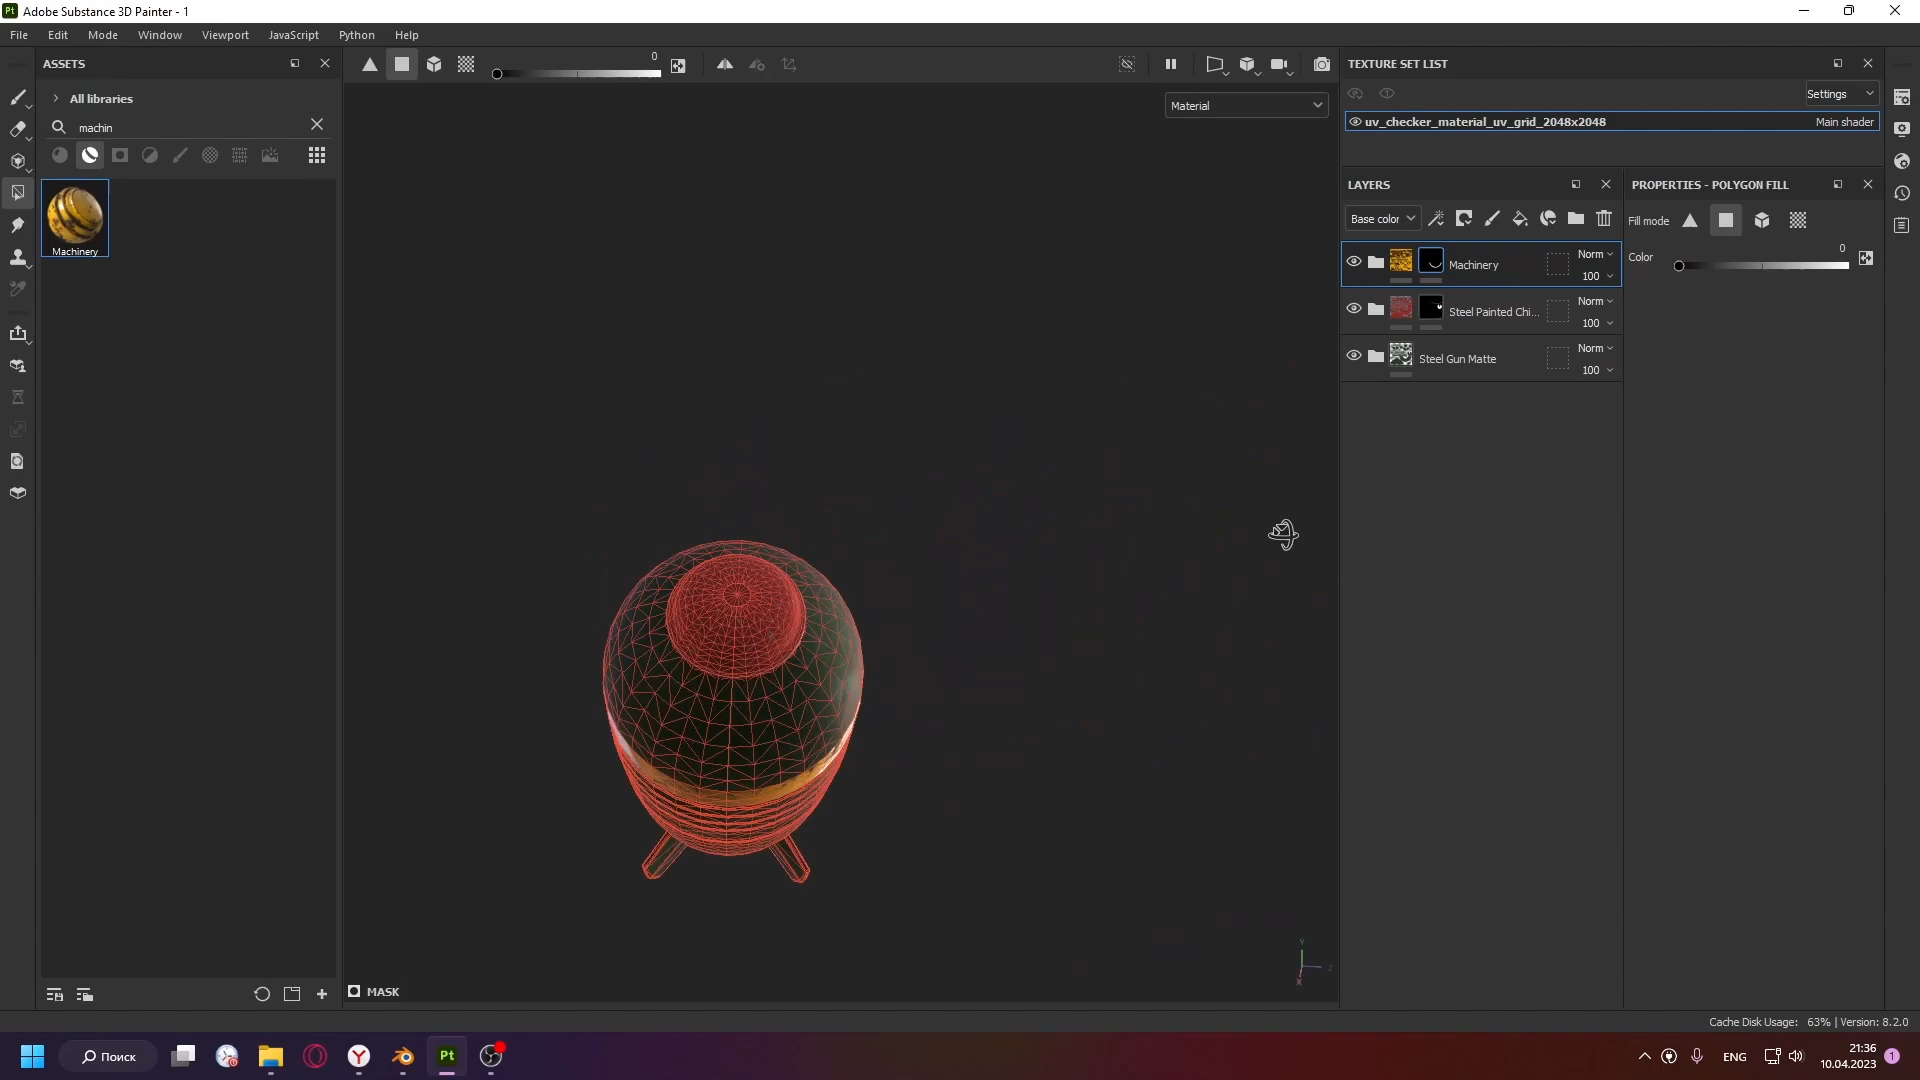 Pt Adobe Substance 3D Painter - 1
File Edit Mode Window Viewport JavaScript Python Help
ASSETS
All libraries
machin
Machinery
0
Material
MASK
Y
Z
X
TEXTURE SET LIST
Settings
uv_checker_material_uv_grid_2048x2048 Main shader
LAYERS
Base color
Machinery
Norm
100
Steel Painted Chi...
Norm
100
Steel Gun Matte
Norm
100
PROPERTIES - POLYGON FILL
Fill mode
Color
0
Cache Disk Usage: 63% | Version: 8.2.0
Поиск
Pt
ENG
21:36
10.04.2023
1